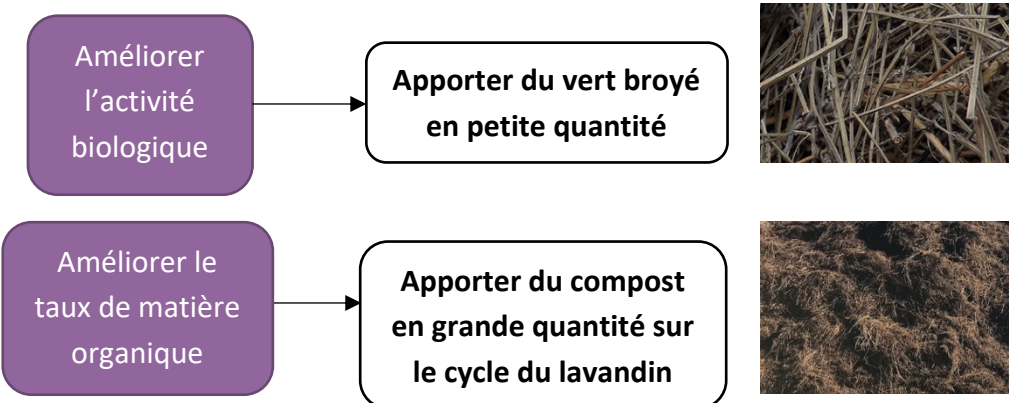 Améliorer
l’activité
biologique
Apporter du vert broyé
en petite quantité
Améliorer le
taux de matière
organique
Apporter du compost
en grande quantité sur
le cycle du lavandin